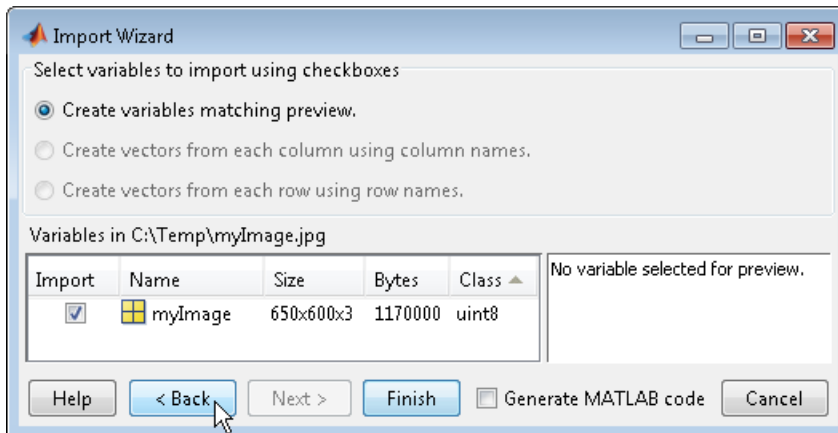 Import Wizard
Select variables to import using checkboxes
Create variables matching preview.
Create vectors from each column using column names.
Create vectors from each row using row names.
Variables in C:\Temp\myImage.jpg
Import Name Size Bytes Class No variable selected for preview.
myImage 650x600x3 1170000 uint8
Help < Back Next > Finish Generate MATLAB code Cancel